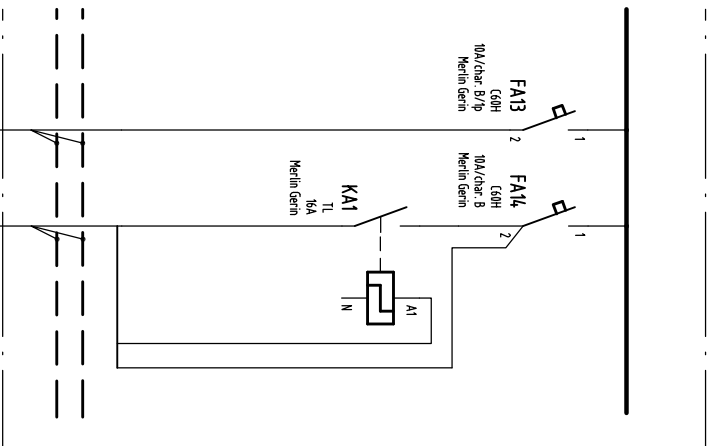 FA13
C60H
10A/char. B/1p
Merlin Gerin
1
2
FA14
C60H
10A/char. B
Merlin Gerin
1
2
KA1
TL
16A
Merlin Gerin
A1
N